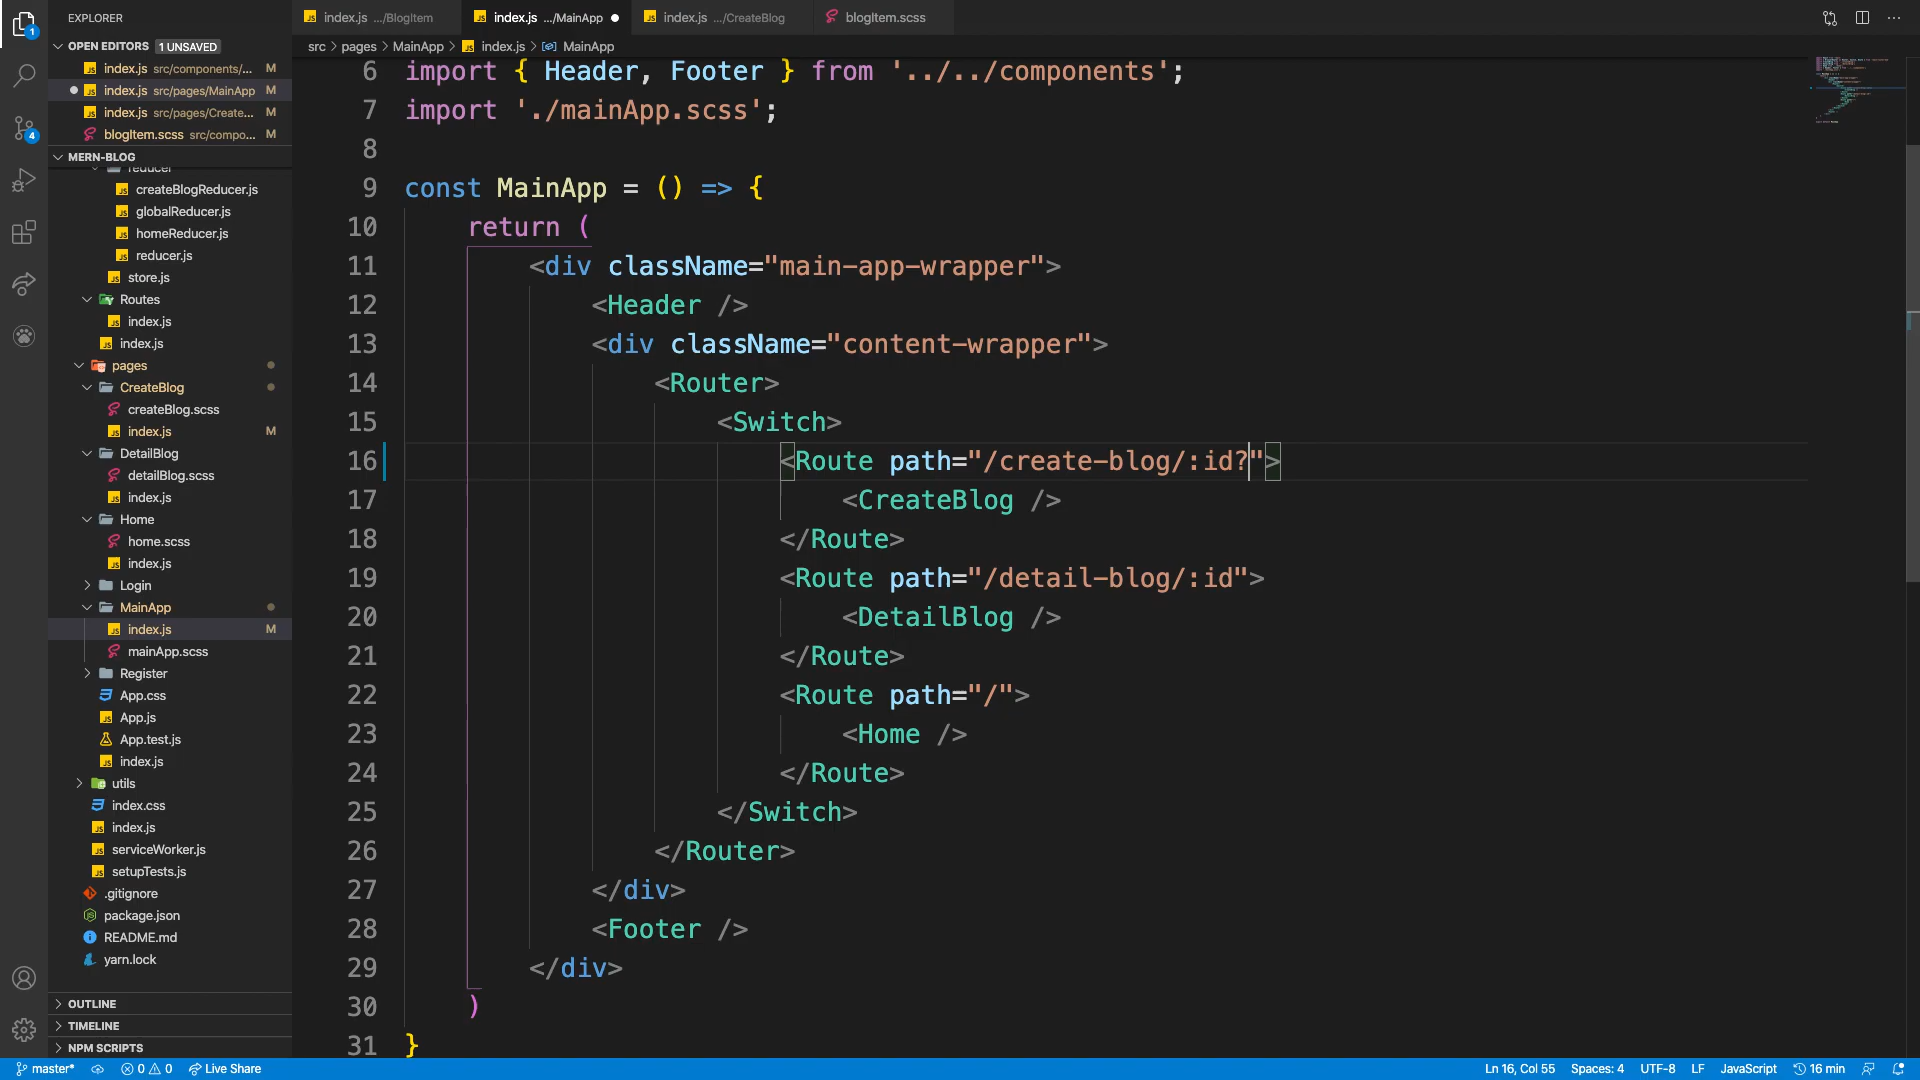 EXPLORER
index.js .../BlogItem
index.js .../MainApp
index.js .../CreateBlog
blogItem.scss
OPEN EDITORS 1 UNSAVED
src > pages > MainApp > index.js > MainApp
index.js src/components/... M
index.js src/pages/MainApp
index.js src/pages/Create... M
blogItem.scss src/compo... M
MERN-BLOG
reducer
createBlogReducer.js
globalReducer.js
homeReducer.js
reducer.js
store.js
Routes
index.js
index.js
pages
CreateBlog
createBlog.scss
index.js M
DetailBlog
detailBlog.scss
index.js
Home
home.scss
index.js
Login
MainApp
index.js M
mainApp.scss
Register
App.css
App.js
App.test.js
index.js
utils
index.css
index.js
serviceWorker.js
setupTests.js
.gitignore
package.json
README.md
yarn.lock
OUTLINE
TIMELINE
NPM SCRIPTS
1
4
6 import { Header, Footer } from '../../components';
7 import './mainApp.scss';
8
9 const MainApp = () => {
10 return (
11 <div className="main-app-wrapper">
12 <Header />
13 <div className="content-wrapper">
14 <Router>
15 <Switch>
16 <Route path="/create-blog/:id?">
17 <CreateBlog />
18 </Route>
19 <Route path="/detail-blog/:id">
20 <DetailBlog />
21 </Route>
22 <Route path="/">
23 <Home />
24 </Route>
25 </Switch>
26 </Router>
27 </div>
28 <Footer />
29 </div>
30 )
31 }
master* 0 0 Live Share
Ln 16, Col 55 Spaces: 4 UTF-8 LF JavaScript 16 min